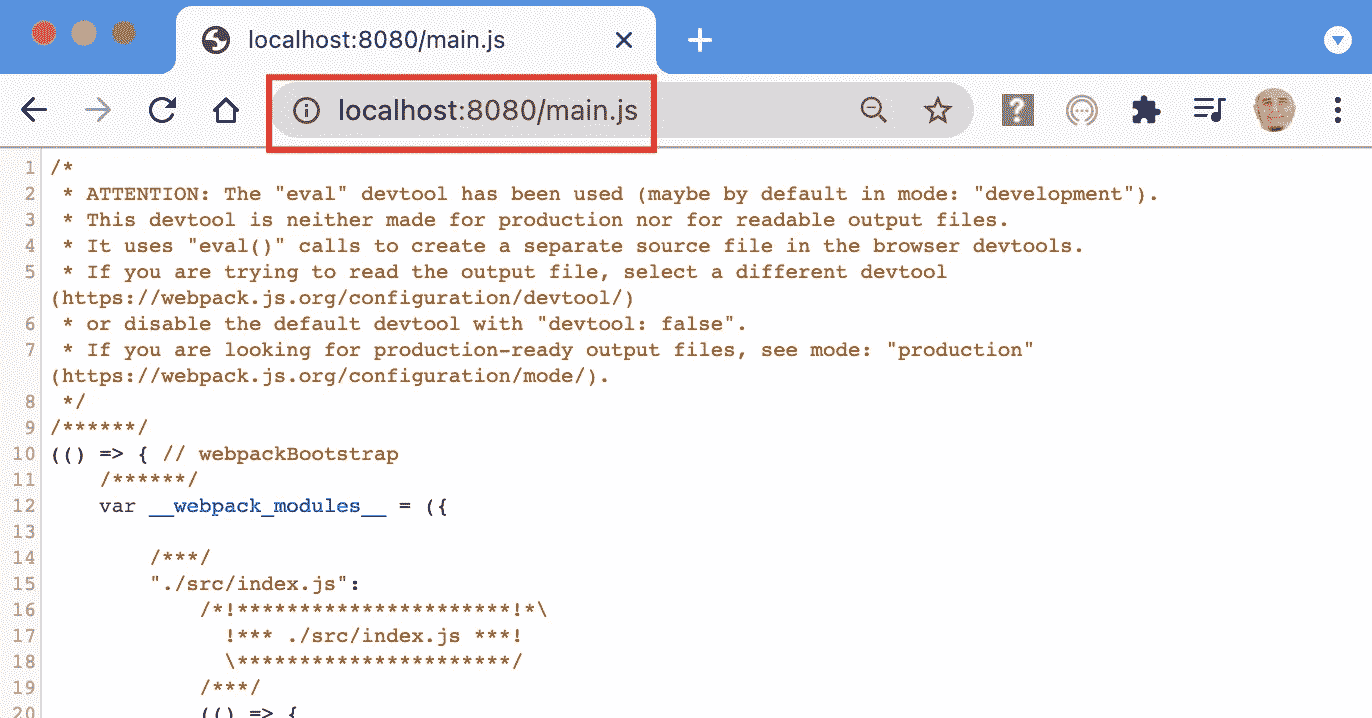 localhost:8080/main.js
localhost:8080/main.js
1 /*
2 * ATTENTION: The "eval" devtool has been used (maybe by default in mode: "development").
3 * This devtool is neither made for production nor for readable output files.
4 * It uses "eval()" calls to create a separate source file in the browser devtools.
5 * If you are trying to read the output file, select a different devtool
(https://webpack.js.org/configuration/devtool/)
6 * or disable the default devtool with "devtool: false".
7 * If you are looking for production-ready output files, see mode: "production"
(https://webpack.js.org/configuration/mode/).
8 */
9 /******/
10 (() => { // webpackBootstrap
11 /******/
12 var __webpack_modules__ = ({
13
14 /***/
15 "./src/index.js":
16 /*!**********************!*\
17 !*** ./src/index.js ***!
18 \**********************/
19 /***/
20 (() => {